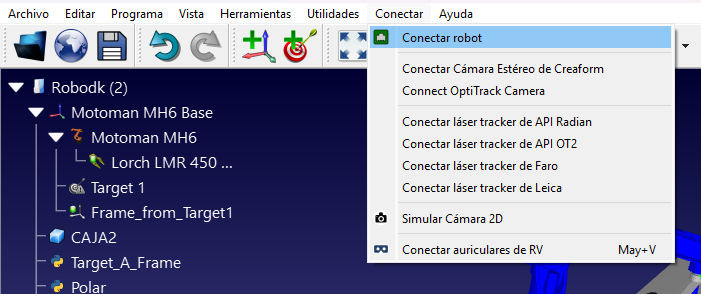 Archivo Editar Programa Vista Herramientas Utilidades Conectar Ayuda
Conectar robot
Conectar Cámara Estéreo de Creaform
Connect OptiTrack Camera
Conectar láser tracker de API Radian
Conectar láser tracker de API OT2
Conectar láser tracker de Faro
Conectar láser tracker de Leica
Simular Cámara 2D
Conectar auriculares de RV May+V
Robodk (2)
Motoman MH6 Base
Motoman MH6
Lorch LMR 450 ...
Target 1
Frame_from_Target1
CAJA2
Target_A_Frame
Polar